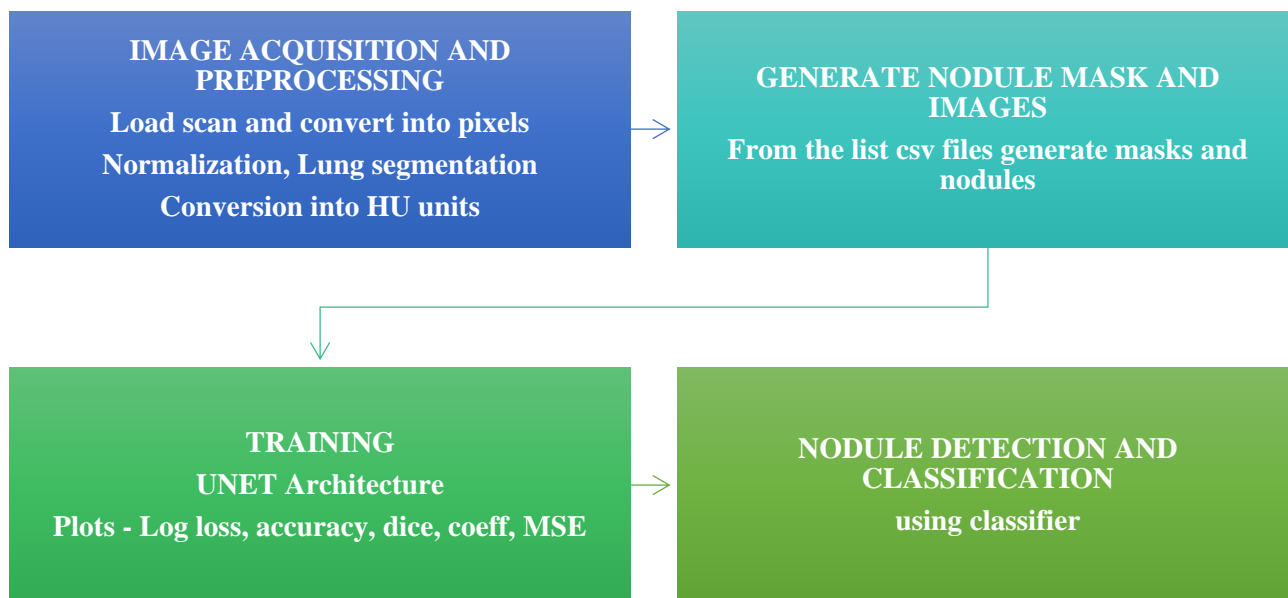 IMAGE ACQUISITION AND
PREPROCESSING
Load scan and convert into pixels
Normalization, Lung segmentation
Conversion into HU units
GENERATE NODULE MASK AND
IMAGES
From the list csv files generate masks and
nodules
TRAINING
UNET Architecture
Plots - Log loss, accuracy, dice, coeff, MSE
NODULE DETECTION AND
CLASSIFICATION
using classifier